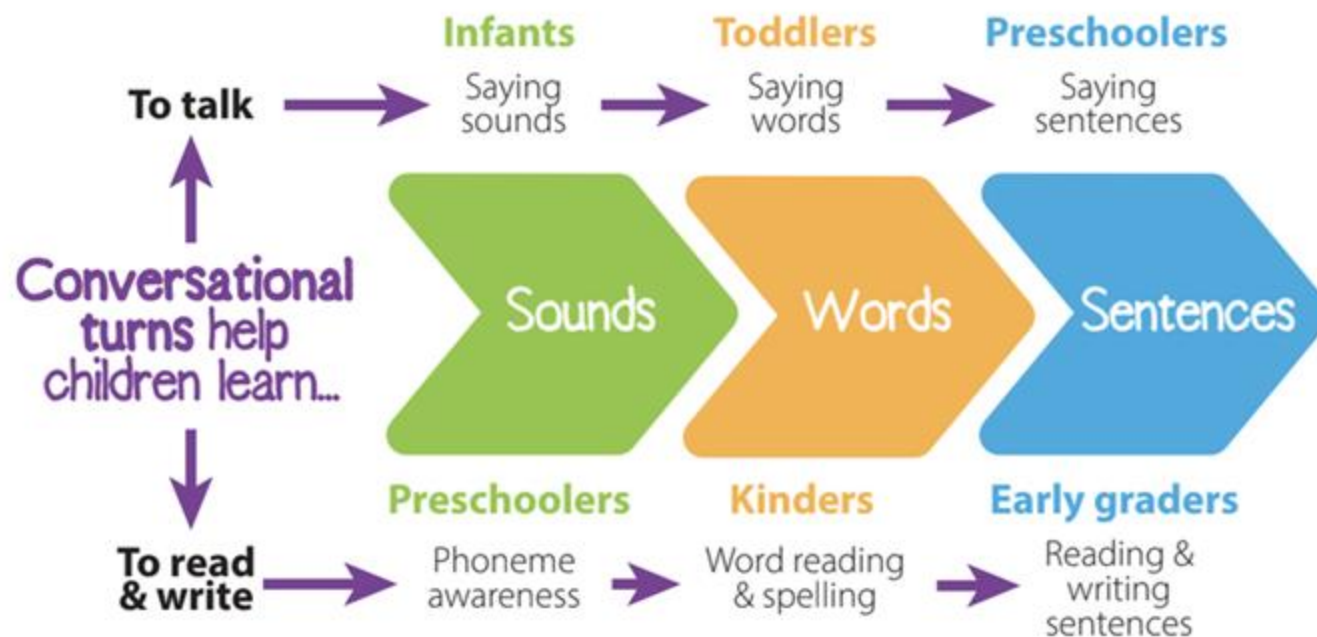 Infants
Toddlers
Preschoolers
To talk
Saying
sounds
Saying
words
Saying
sentences
Conversational
turns help
children learn...
Sounds
Words
Sentences
Preschoolers
Kinders
Early graders
To read
& write
Phoneme
awareness
Word reading
& spelling
Reading &
writing
sentences